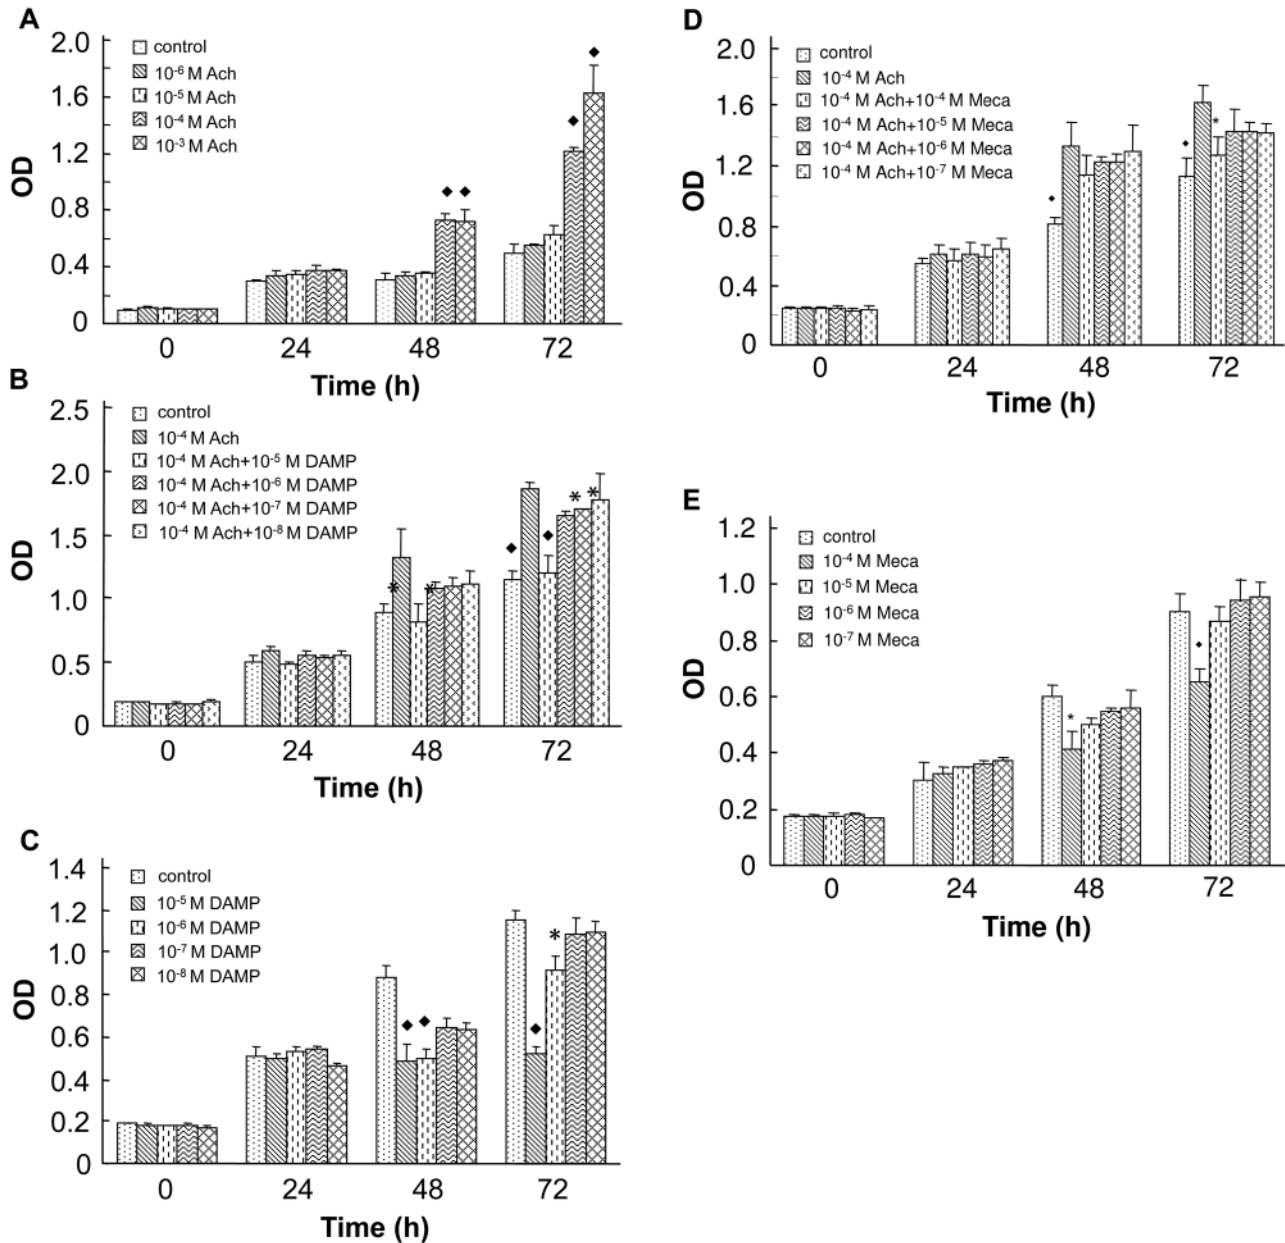 A
2.0
1.6
1.2
0.8
0.4
0
OD
control
10⁻⁶ M Ach
10⁻⁵ M Ach
10⁻⁴ M Ach
10⁻³ M Ach
0 24 48 72
Time (h)
B
2.5
2.0
1.5
1.0
0.5
0
OD
control
10⁻⁴ M Ach
10⁻⁴ M Ach+10⁻⁵ M DAMP
10⁻⁴ M Ach+10⁻⁶ M DAMP
10⁻⁴ M Ach+10⁻⁷ M DAMP
10⁻⁴ M Ach+10⁻⁸ M DAMP
* * * *
0 24 48 72
Time (h)
C
1.4
1.2
1.0
0.8
0.6
0.4
0.2
0
OD
control
10⁻⁵ M DAMP
10⁻⁶ M DAMP
10⁻⁷ M DAMP
10⁻⁸ M DAMP
*
0 24 48 72
Time (h)
D
2.0
1.6
1.2
0.8
0.4
0
OD
control
10⁻⁴ M Ach
10⁻⁴ M Ach+10⁻⁴ M Meca
10⁻⁴ M Ach+10⁻⁵ M Meca
10⁻⁴ M Ach+10⁻⁶ M Meca
10⁻⁴ M Ach+10⁻⁷ M Meca
*
0 24 48 72
Time (h)
E
1.2
1.0
0.8
0.6
0.4
0.2
0
OD
control
10⁻⁴ M Meca
10⁻⁵ M Meca
10⁻⁶ M Meca
10⁻⁷ M Meca
*
0 24 48 72
Time (h)